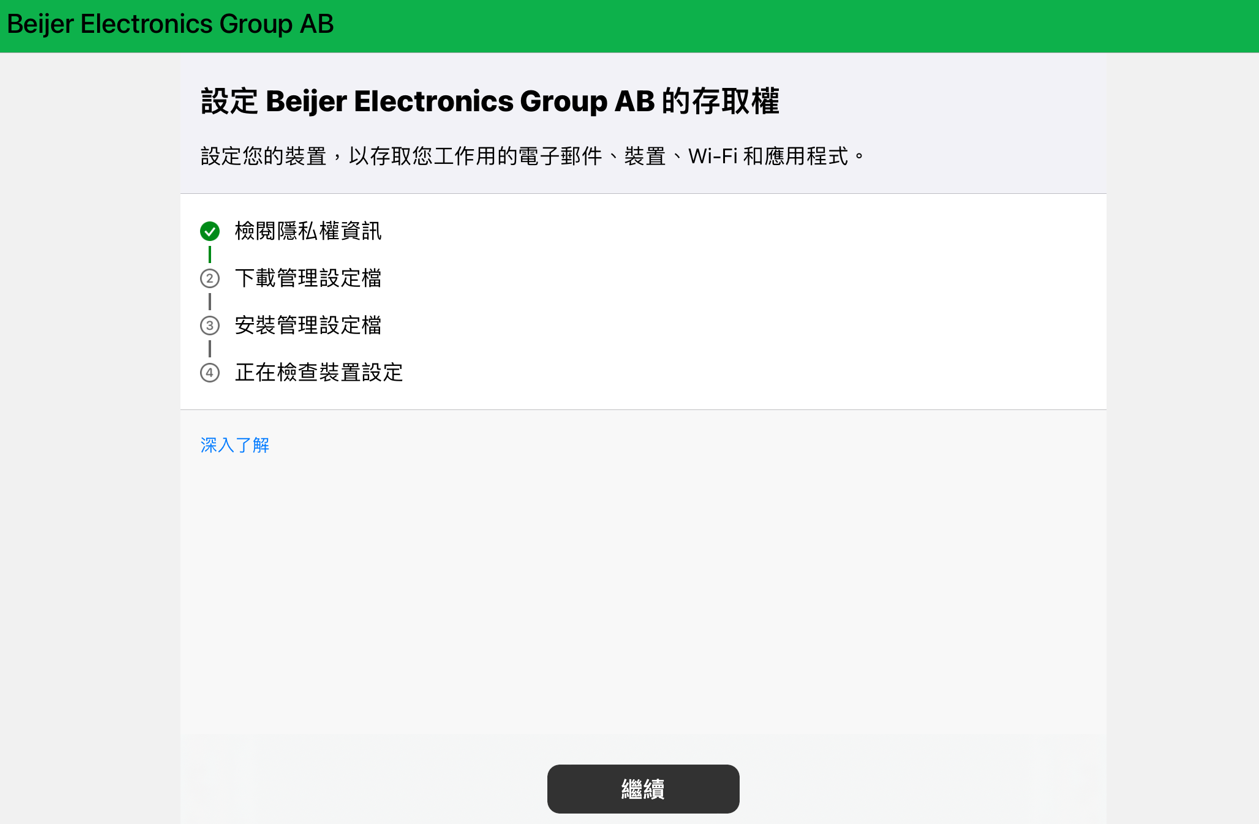 Beijer Electronics Group AB
設定 Beijer Electronics Group AB 的存取權
設定您的裝置，以存取您工作用的電子郵件、裝置、Wi-Fi 和應用程式。
檢閱隱私權資訊
2 下載管理設定檔
3 安裝管理設定檔
4 正在檢查裝置設定
深入了解
繼續